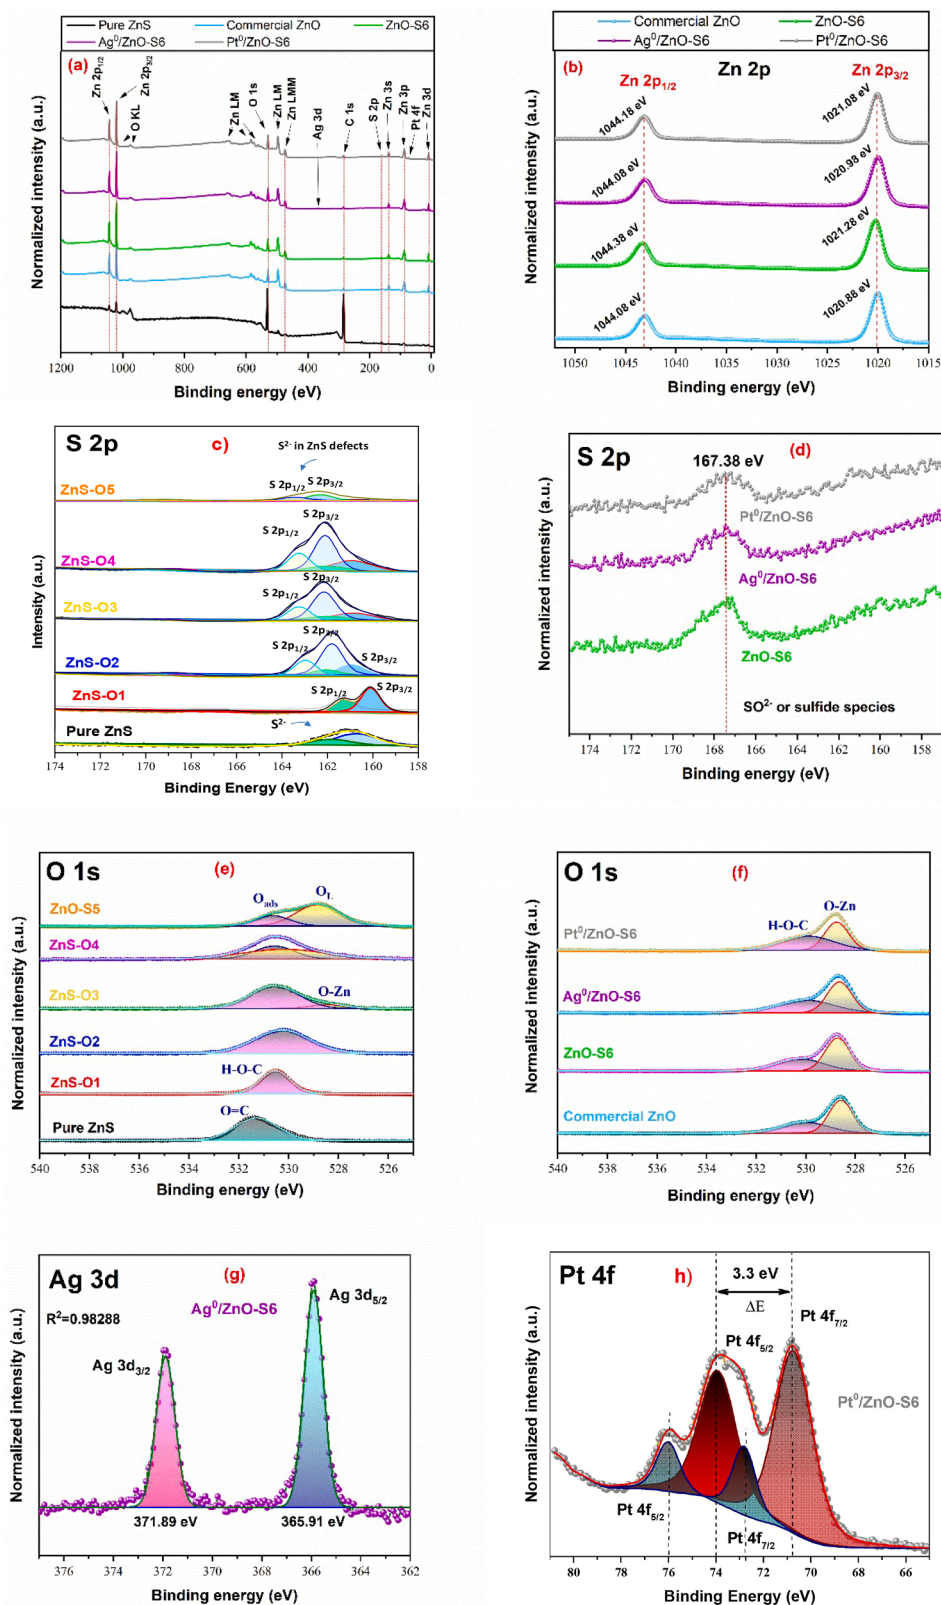 Pure ZnS Commercial ZnO ZnO-S6
Ag⁰/ZnO-S6 Pt⁰/ZnO-S6
(a)
Zn 2p₁/₂
Zn 2p₃/₂
O KL
Zn LM
O 1s
Zn LM
Zn LMM
Ag 3d
C 1s
S 2p
Zn 3s
Zn 3p
Pt 4f
Zn 3d
Normalized intensity (a.u.)
1200 1000 800 600 400 200 0
Binding energy (eV)
Commercial ZnO ZnO-S6
Ag⁰/ZnO-S6 Pt⁰/ZnO-S6
(b) Zn 2p
Zn 2p₁/₂ Zn 2p₃/₂
1044.18 eV 1021.08 eV
1044.08 eV 1020.98 eV
1044.38 eV 1021.28 eV
1044.08 eV 1020.88 eV
Normalized intensity (a.u.)
1050 1045 1040 1035 1030 1025 1020 1015
Binding energy (eV)
S 2p c)
S²⁻ in ZnS defects
ZnS-O5 S 2p₁/₂ S 2p₃/₂
ZnS-O4 S 2p₁/₂ S 2p₃/₂
ZnS-O3 S 2p₁/₂ S 2p₃/₂
ZnS-O2 S 2p₁/₂ S 2p₃/₂ S 2p₃/₂
ZnS-O1 S 2p₁/₂ S 2p₃/₂
Pure ZnS S²⁻
Intensity (a.u.)
174 172 170 168 166 164 162 160 158
Binding Energy (eV)
S 2p (d)
167.38 eV
Pt⁰/ZnO-S6
Ag⁰/ZnO-S6
ZnO-S6
SO²⁻ or sulfide species
Normalized intensity (a.u.)
174 172 170 168 166 164 162 160 158
Binding energy (eV)
O 1s (e)
ZnO-S5 O_ads O_L
ZnS-O4
ZnS-O3 O-Zn
ZnS-O2
ZnS-O1 H-O-C
Pure ZnS O=C
Normalized intensity (a.u.)
540 538 536 534 532 530 528 526
Binding energy (eV)
O 1s (f)
H-O-C O-Zn
Pt⁰/ZnO-S6
Ag⁰/ZnO-S6
ZnO-S6
Commercial ZnO
Normalized intensity (a.u.)
540 538 536 534 532 530 528 526
Binding energy (eV)
Ag 3d (g)
R²=0.98288 Ag⁰/ZnO-S6
Ag 3d₅/₂
Ag 3d₃/₂
371.89 eV 365.91 eV
Normalized intensity (a.u.)
376 374 372 370 368 366 364 362
Binding energy (eV)
Pt 4f h)
3.3 eV
ΔE
Pt 4f₇/₂
Pt 4f₅/₂
Pt⁰/ZnO-S6
Pt 4f₅/₂
Pt 4f₇/₂
Normalized intensity (a.u.)
80 78 76 74 72 70 68 66
Binding Energy (eV)